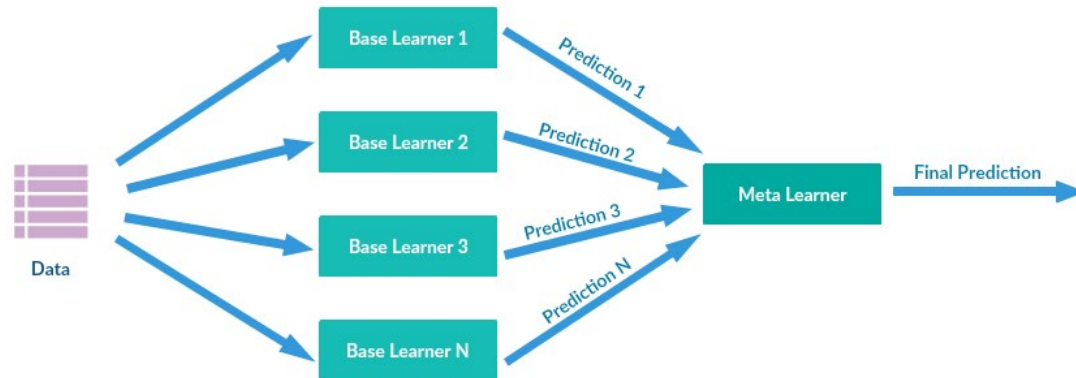 Data
Base Learner 1
Base Learner 2
Base Learner 3
Base Learner N
Prediction 1
Prediction 2
Prediction 3
Prediction N
Meta Learner
Final Prediction